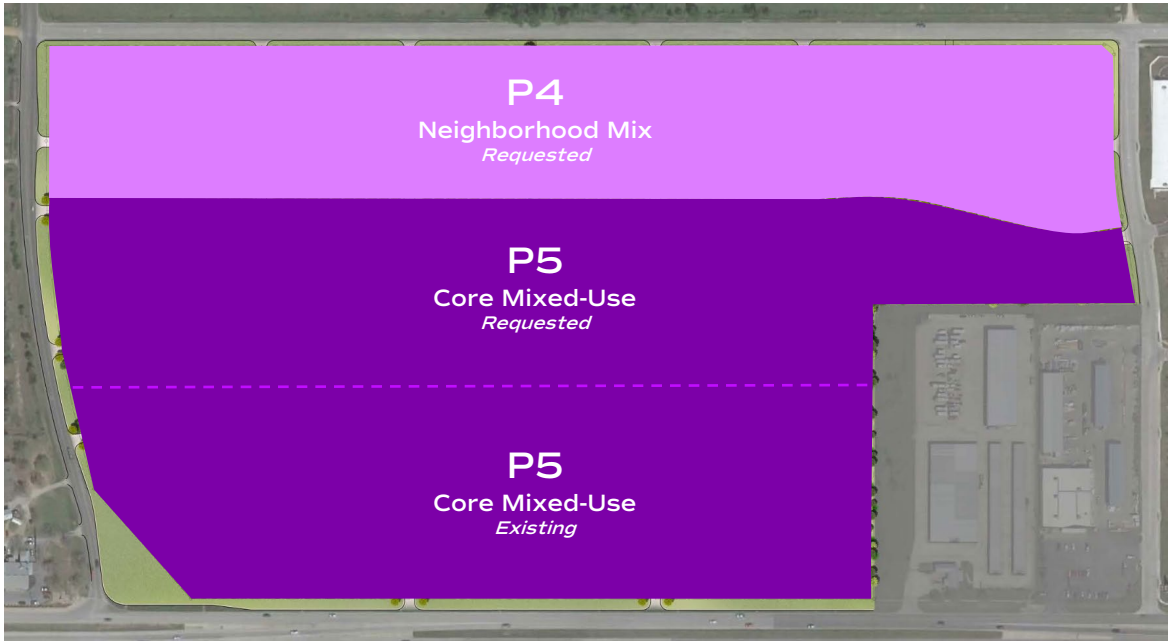 P4
Neighborhood Mix
Requested
P5
Core Mixed-Use
Requested
P5
Core Mixed-Use
Existing